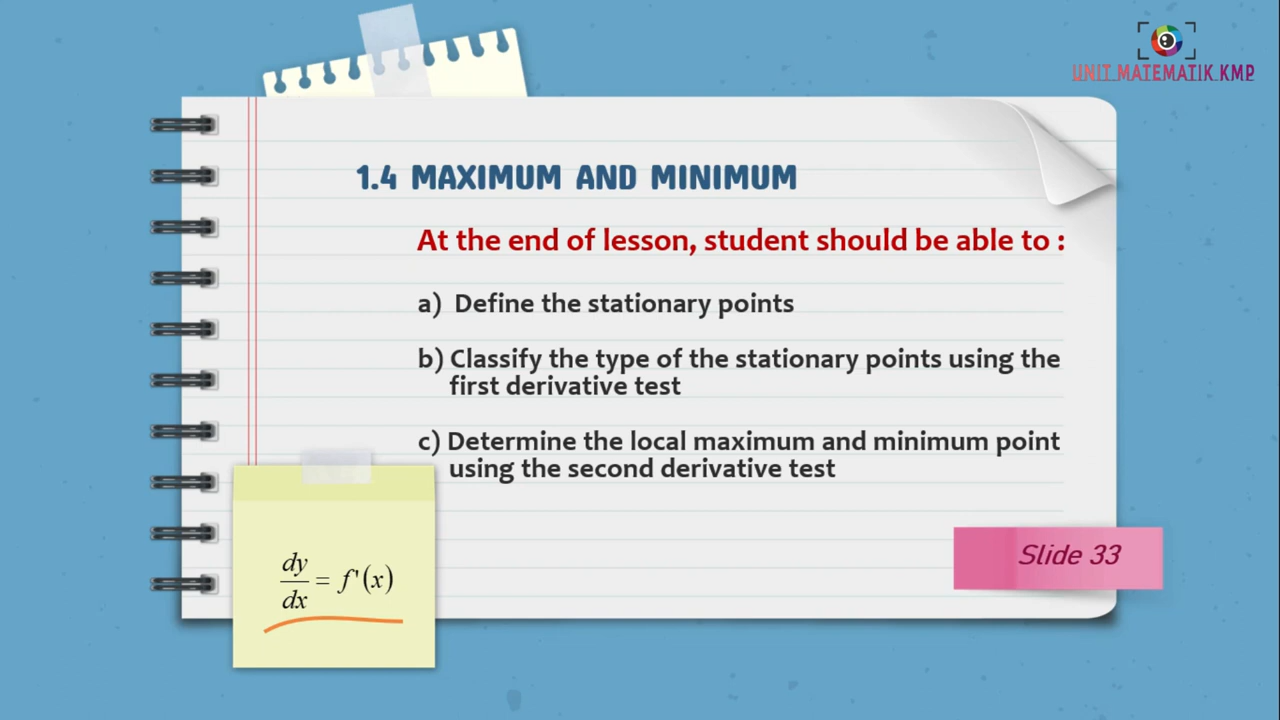 UNIT MATEMATIK KMP
1.4 MAXIMUM AND MINIMUM
At the end of lesson, student should be able to :
a) Define the stationary points
b) Classify the type of the stationary points using the
first derivative test
c) Determine the local maximum and minimum point
using the second derivative test
dy/dx = f'(x)
Slide 33